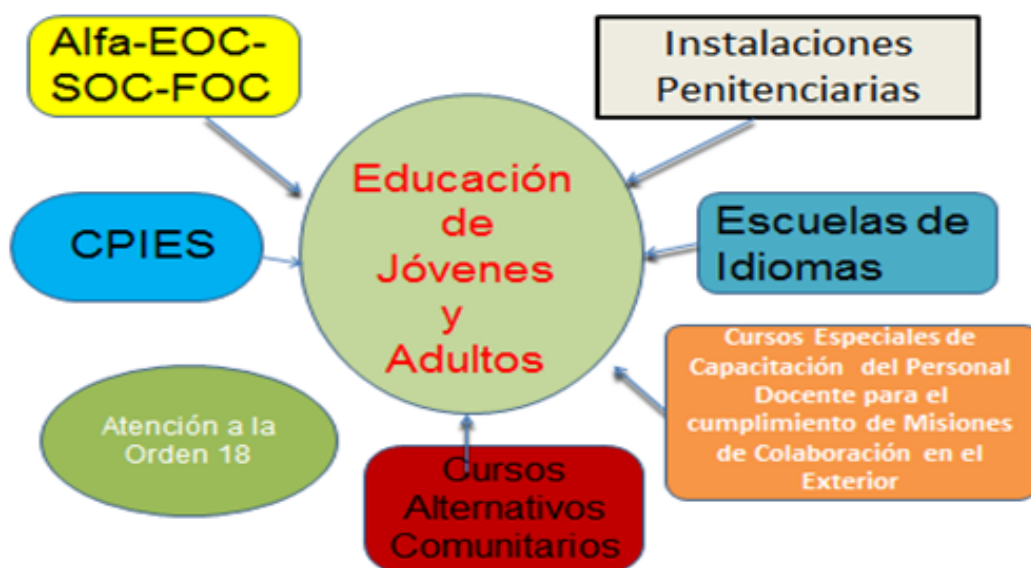 Alfa-EOC-
SOC-FOC
Instalaciones
Penitenciarias
Educación
de
Jóvenes
y
Adultos
CPIES
Escuelas de
Idiomas
Atención a la
Orden 18
Cursos
Alternativos
Comunitarios
Cursos Especiales de
Capacitación del Personal
Docente para el
cumplimiento de Misiones
de Colaboración en el
Exterior